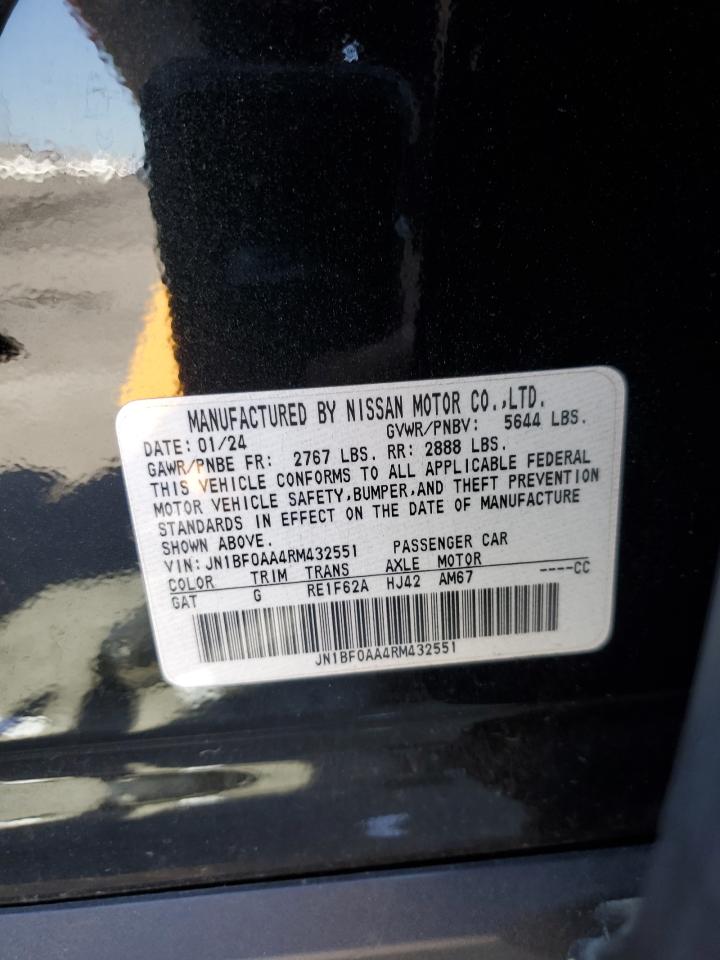 MANUFACTURED BY NISSAN MOTOR CO.,LTD.
DATE: 01/24 GVWR/PNBV: 5644 LBS.
GAWR/PNBE FR: 2767 LBS. RR: 2888 LBS.
THIS VEHICLE CONFORMS TO ALL APPLICABLE FEDERAL
MOTOR VEHICLE SAFETY,BUMPER,AND THEFT PREVENTION
STANDARDS IN EFFECT ON THE DATE OF MANUFACTURE
SHOWN ABOVE.
VIN: JN1BF0AA4RM432551 PASSENGER CAR
COLOR TRIM TRANS AXLE MOTOR ----CC
GAT G RE1F62A HJ42 AM67
JN1BF0AA4RM432551